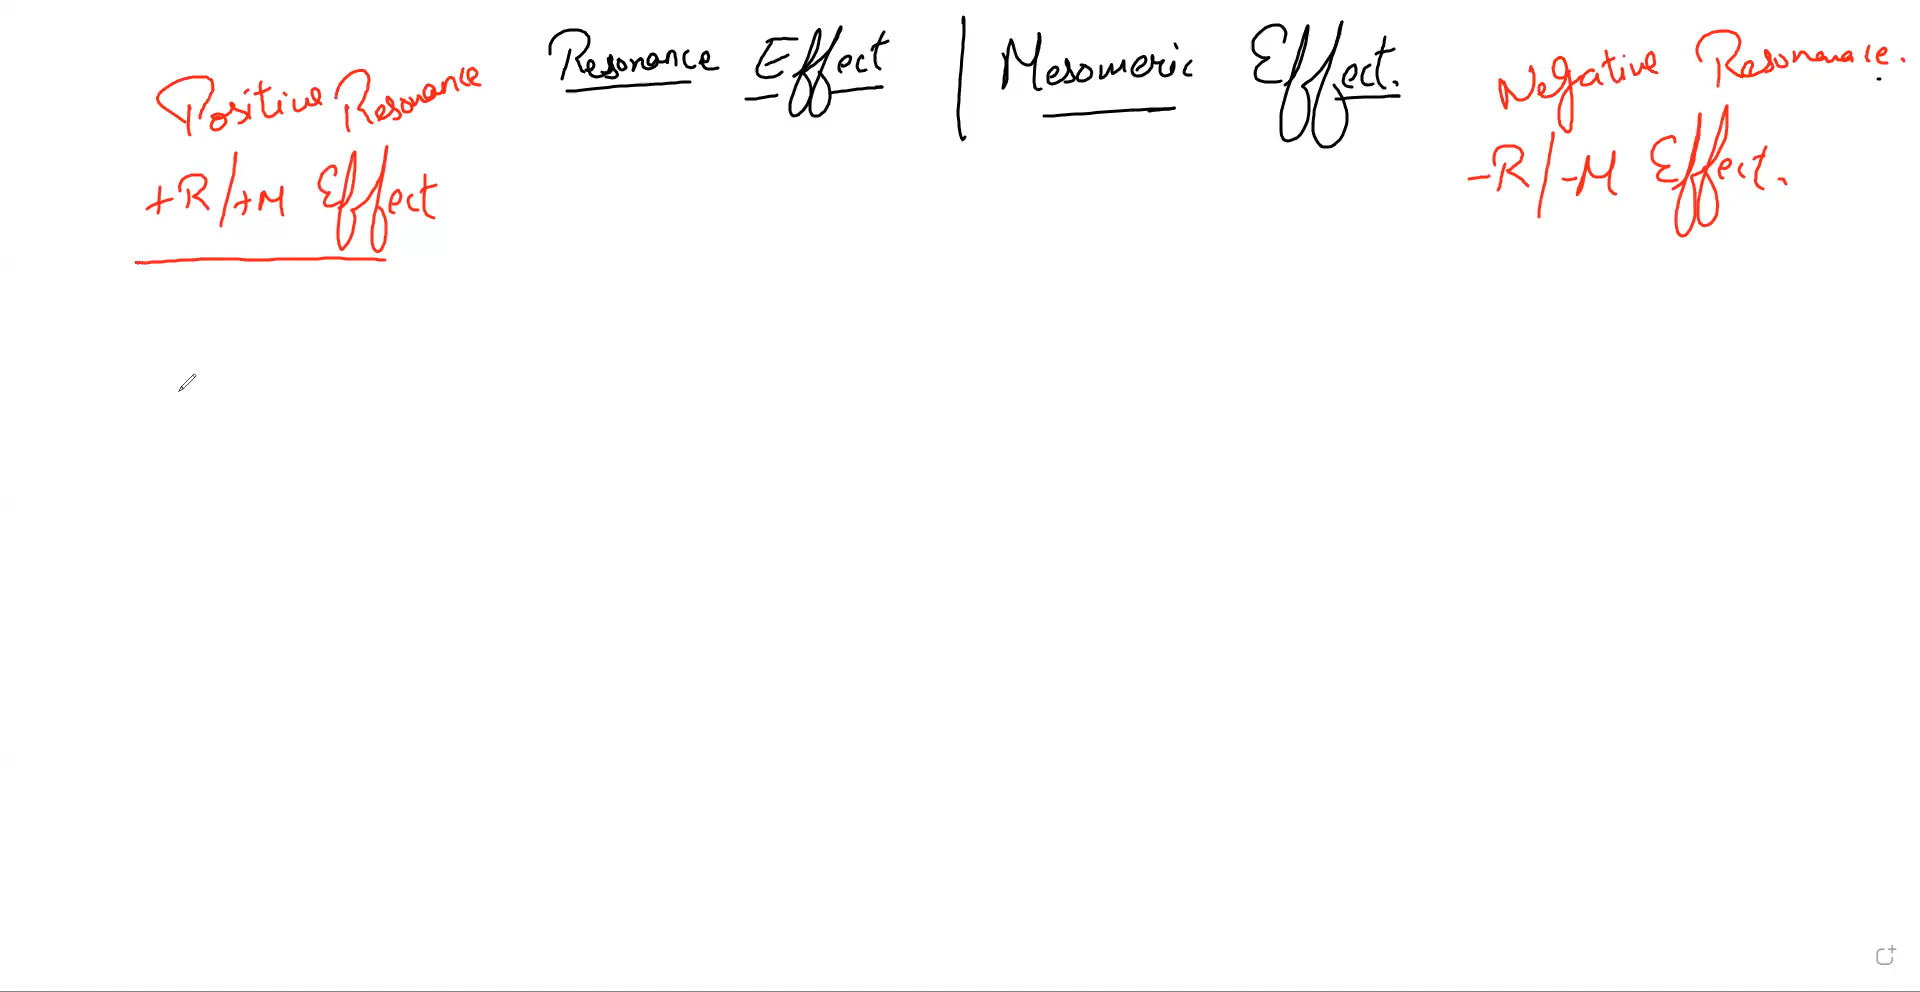 Resonance Effect | Mesomeric Effect.
Positive Resonance
+R/+M Effect
Negative Resonance.
-R/-M Effect.